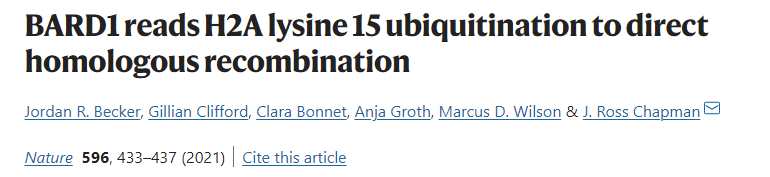 BARD1 reads H2A lysine 15 ubiquitination to direct
homologous recombination
Jordan R. Becker, Gillian Clifford, Clara Bonnet, Anja Groth, Marcus D. Wilson & J. Ross Chapman
Nature 596, 433–437 (2021) | Cite this article